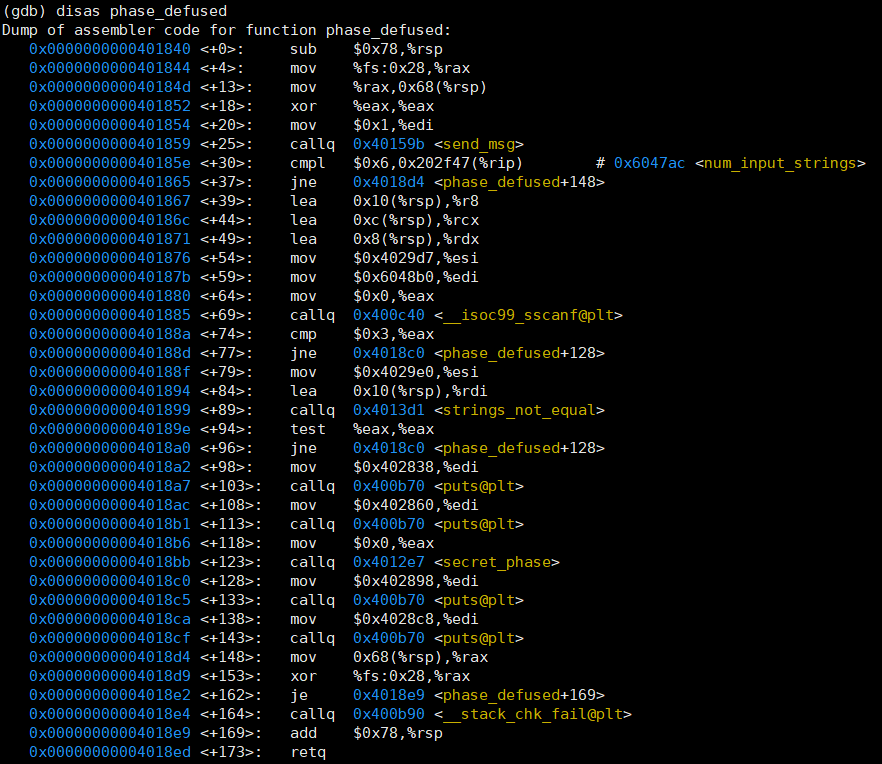 (gdb) disas phase_defused
Dump of assembler code for function phase_defused:
   0x0000000000401840 <+0>:     sub    $0x78,%rsp
   0x0000000000401844 <+4>:     mov    %fs:0x28,%rax
   0x000000000040184d <+13>:    mov    %rax,0x68(%rsp)
   0x0000000000401852 <+18>:    xor    %eax,%eax
   0x0000000000401854 <+20>:    mov    $0x1,%edi
   0x0000000000401859 <+25>:    callq  0x40159b <send_msg>
   0x000000000040185e <+30>:    cmpl   $0x6,0x202f47(%rip)        # 0x6047ac <num_input_strings>
   0x0000000000401865 <+37>:    jne    0x4018d4 <phase_defused+148>
   0x0000000000401867 <+39>:    lea    0x10(%rsp),%r8
   0x000000000040186c <+44>:    lea    0xc(%rsp),%rcx
   0x0000000000401871 <+49>:    lea    0x8(%rsp),%rdx
   0x0000000000401876 <+54>:    mov    $0x4029d7,%esi
   0x000000000040187b <+59>:    mov    $0x6048b0,%edi
   0x0000000000401880 <+64>:    mov    $0x0,%eax
   0x0000000000401885 <+69>:    callq  0x400c40 <__isoc99_sscanf@plt>
   0x000000000040188a <+74>:    cmp    $0x3,%eax
   0x000000000040188d <+77>:    jne    0x4018c0 <phase_defused+128>
   0x000000000040188f <+79>:    mov    $0x4029e0,%esi
   0x0000000000401894 <+84>:    lea    0x10(%rsp),%rdi
   0x0000000000401899 <+89>:    callq  0x4013d1 <strings_not_equal>
   0x000000000040189e <+94>:    test   %eax,%eax
   0x00000000004018a0 <+96>:    jne    0x4018c0 <phase_defused+128>
   0x00000000004018a2 <+98>:    mov    $0x402838,%edi
   0x00000000004018a7 <+103>:   callq  0x400b70 <puts@plt>
   0x00000000004018ac <+108>:   mov    $0x402860,%edi
   0x00000000004018b1 <+113>:   callq  0x400b70 <puts@plt>
   0x00000000004018b6 <+118>:   mov    $0x0,%eax
   0x00000000004018bb <+123>:   callq  0x4012e7 <secret_phase>
   0x00000000004018c0 <+128>:   mov    $0x402898,%edi
   0x00000000004018c5 <+133>:   callq  0x400b70 <puts@plt>
   0x00000000004018ca <+138>:   mov    $0x4028c8,%edi
   0x00000000004018cf <+143>:   callq  0x400b70 <puts@plt>
   0x00000000004018d4 <+148>:   mov    0x68(%rsp),%rax
   0x00000000004018d9 <+153>:   xor    %fs:0x28,%rax
   0x00000000004018e2 <+162>:   je     0x4018e9 <phase_defused+169>
   0x00000000004018e4 <+164>:   callq  0x400b90 <__stack_chk_fail@plt>
   0x00000000004018e9 <+169>:   add    $0x78,%rsp
   0x00000000004018ed <+173>:   retq